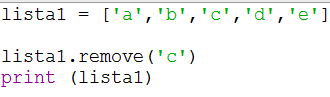 lista1 = ['a','b','c','d','e']
lista1.remove('c')
print (lista1)